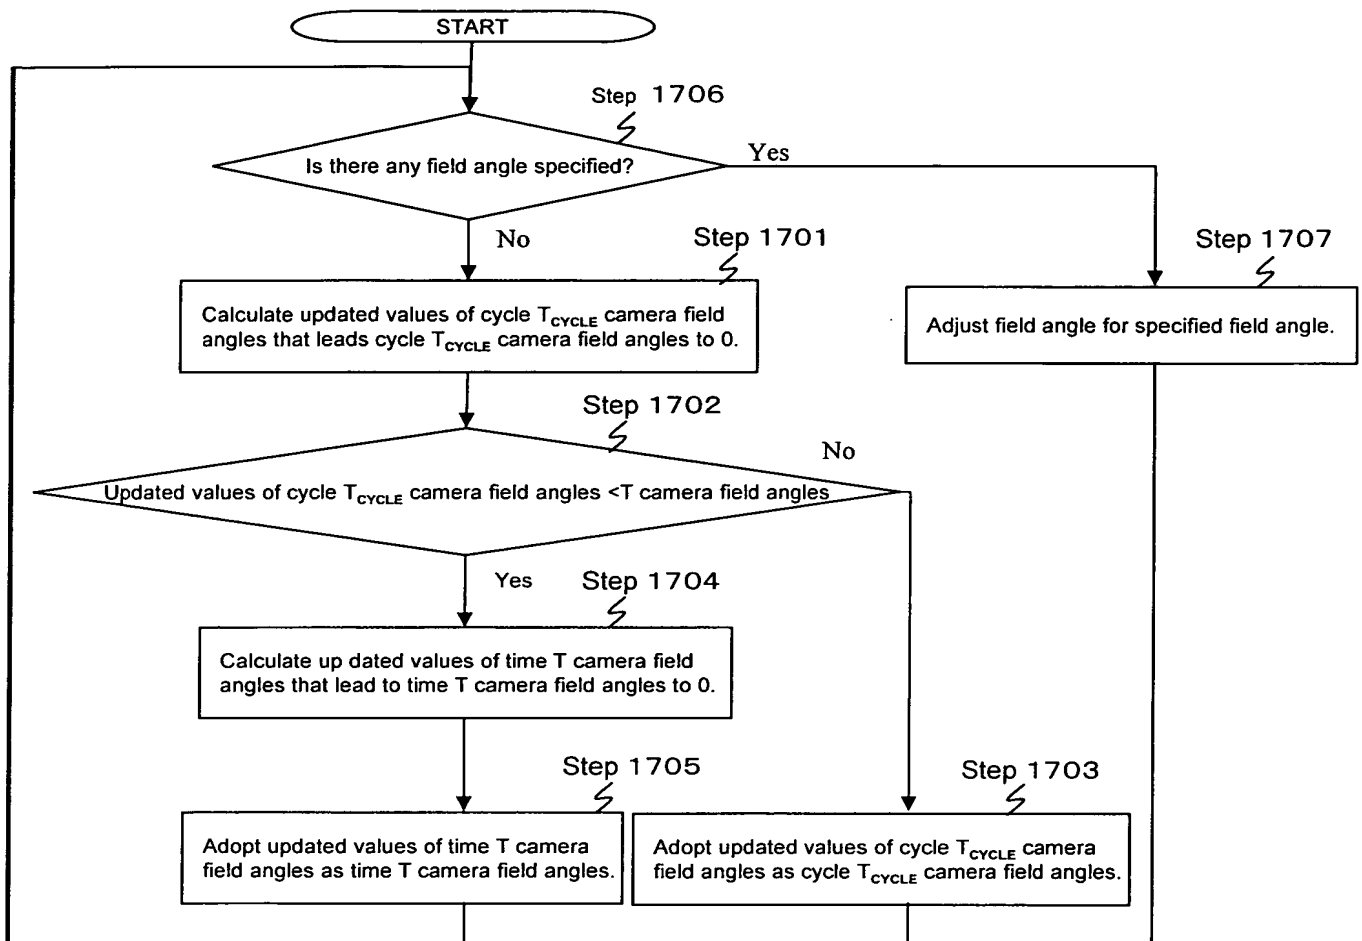 START
Step 1706
Is there any field angle specified?
Yes
No
Step 1701
Step 1707
Calculate updated values of cycle TCYCLE camera field
angles that leads cycle TCYCLE camera field angles to 0.
Adjust field angle for specified field angle.
Step 1702
No
Updated values of cycle TCYCLE camera field angles <T camera field angles
Yes
Step 1704
Calculate up dated values of time T camera field
angles that lead to time T camera field angles to 0.
Step 1705
Step 1703
Adopt updated values of time T camera
field angles as time T camera field angles.
Adopt updated values of cycle TCYCLE camera
field angles as cycle TCYCLE camera field angles.